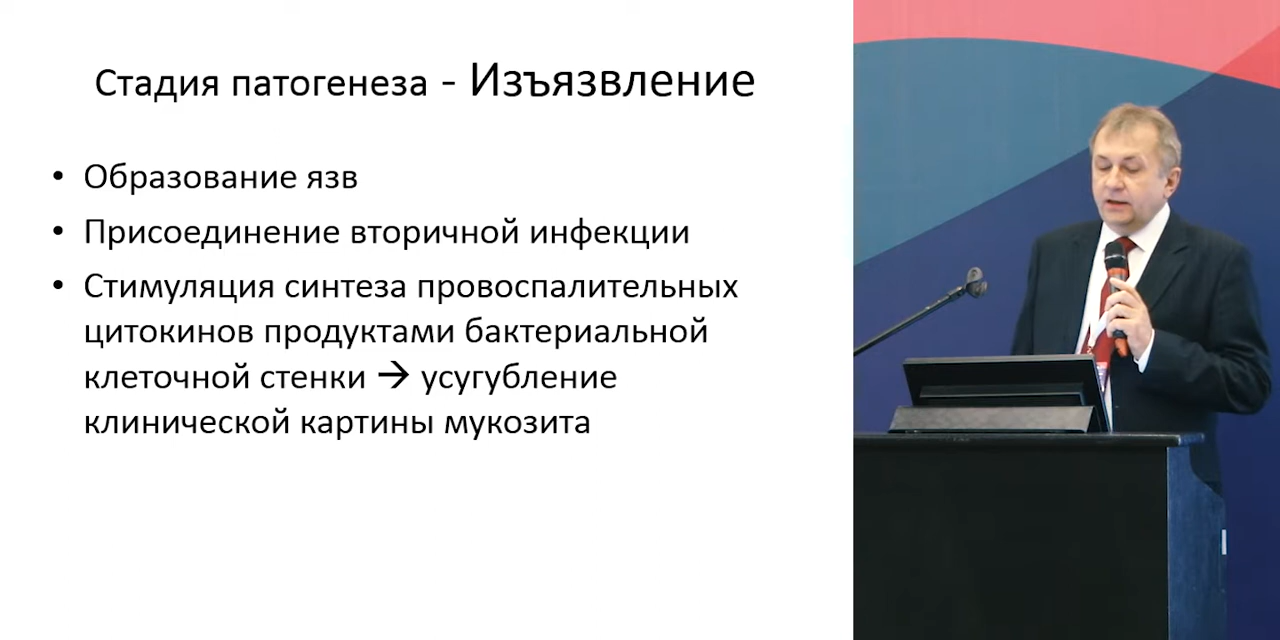 Стадия патогенеза - Изъязвление
• Образование язв
• Присоединение вторичной инфекции
• Стимуляция синтеза провоспалительных
цитокинов продуктами бактериальной
клеточной стенки → усугубление
клинической картины мукозита